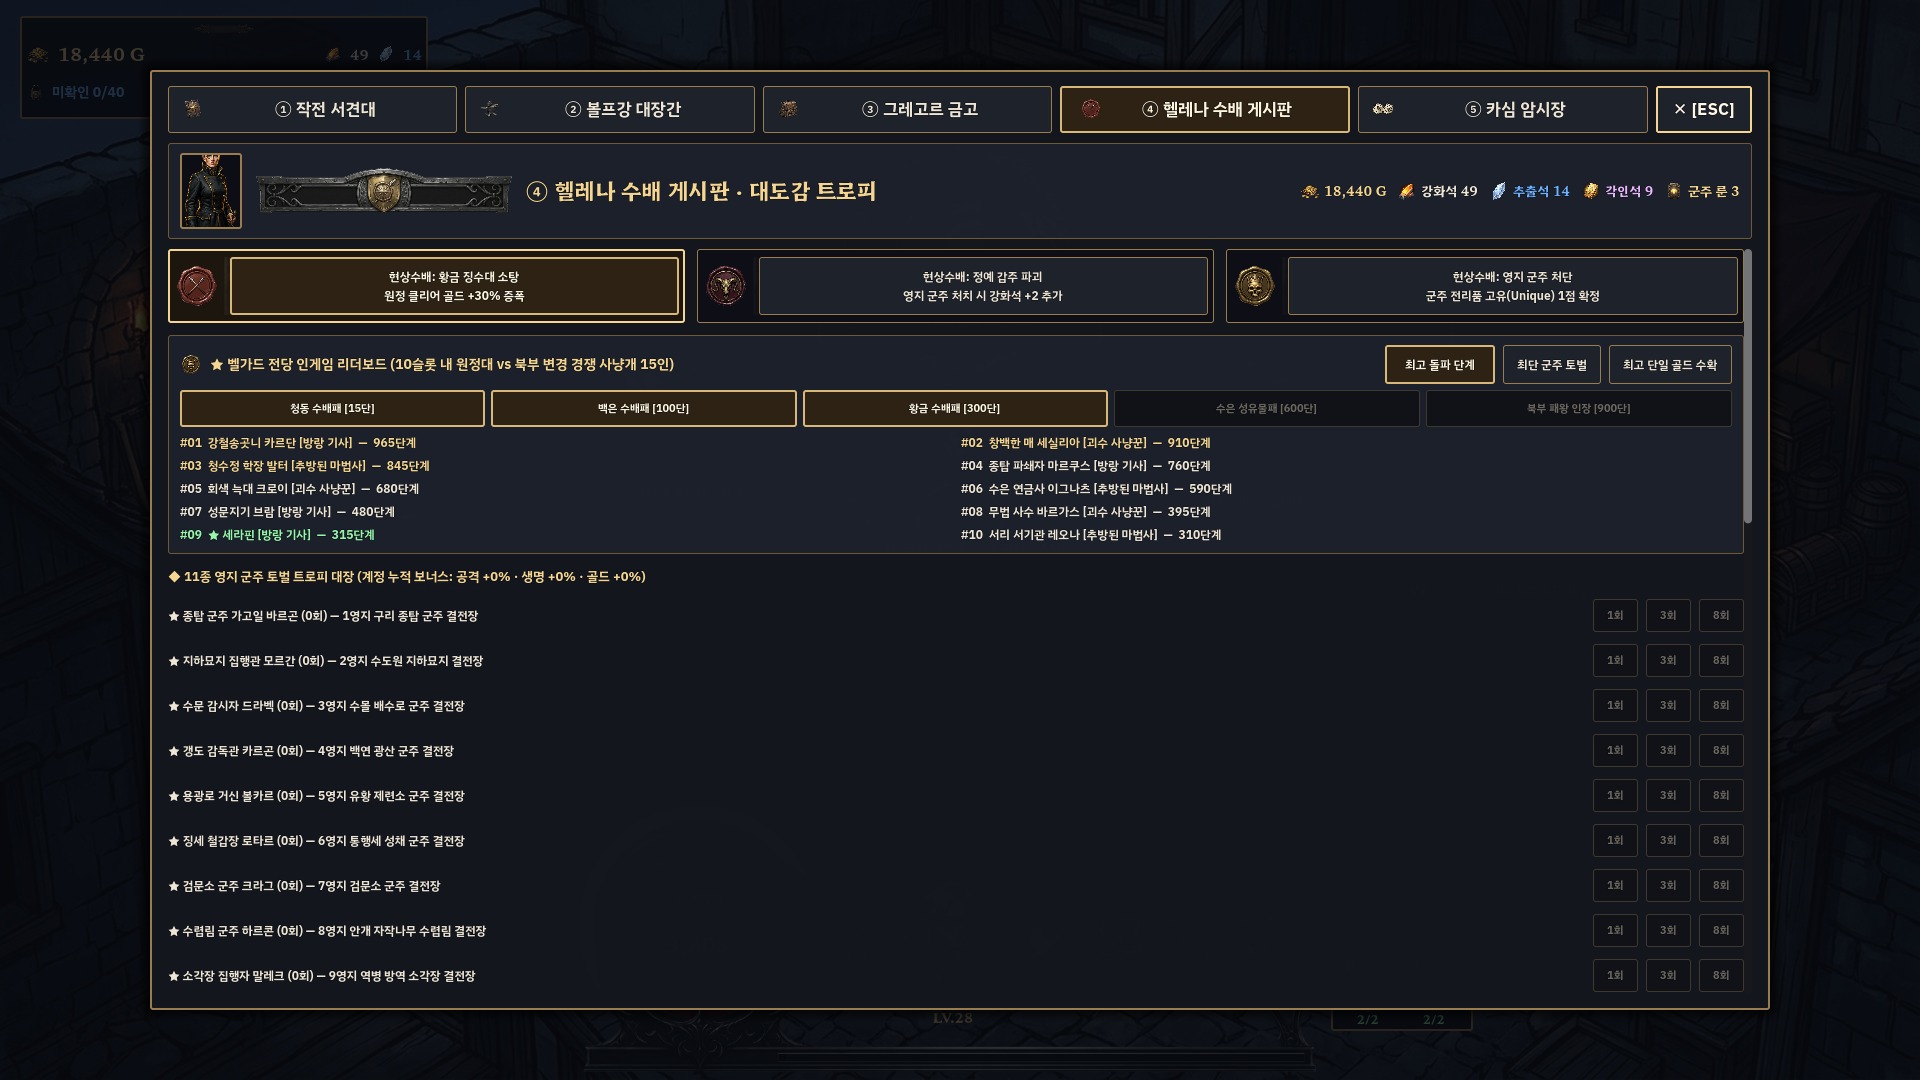 18,440 G 49 14
미확인 0/40
① 작전 서견대
② 볼프강 대장간
③ 그레고르 금고
④ 헬레나 수배 게시판
⑤ 카심 암시장
× [ESC]
④ 헬레나 수배 게시판 · 대도감 트로피
18,440 G 강화석 49 추출석 14 각인석 9 군주 룬 3
현상수배: 황금 징수대 소탕
원정 클리어 골드 +30% 증폭
현상수배: 정예 갑주 파괴
영지 군주 처치 시 강화석 +2 추가
현상수배: 영지 군주 처단
군주 전리품 고유(Unique) 1점 확정
★ 벨가드 전당 인게임 리더보드 (10슬롯 내 원정대 vs 북부 변경 경쟁 사냥개 15인)
최고 돌파 단계
최단 군주 토벌
최고 단일 골드 수확
청동 수배패 [15단]
백은 수배패 [100단]
황금 수배패 [300단]
수은 성유물패 [600단]
북부 패왕 인장 [900단]
#01 강철송곳니 카르단 [방랑 기사] — 965단계
#02 창백한 매 세실리아 [괴수 사냥꾼] — 910단계
#03 청수정 학장 발터 [추방된 마법사] — 845단계
#04 종탑 파쇄자 마르쿠스 [방랑 기사] — 760단계
#05 회색 늑대 크로이 [괴수 사냥꾼] — 680단계
#06 수은 연금사 이그나츠 [추방된 마법사] — 590단계
#07 성문지기 브람 [방랑 기사] — 480단계
#08 무법 사수 바르가스 [괴수 사냥꾼] — 395단계
#09 ★ 세라핀 [방랑 기사] — 315단계
#10 서리 서기관 레오나 [추방된 마법사] — 310단계
◆ 11종 영지 군주 토벌 트로피 대장 (계정 누적 보너스: 공격 +0% · 생명 +0% · 골드 +0%)
★ 종탑 군주 가고일 바르곤 (0회) — 1영지 구리 종탑 군주 결전장 1회 3회 8회
★ 지하묘지 집행관 모르간 (0회) — 2영지 수도원 지하묘지 결전장 1회 3회 8회
★ 수문 감시자 드라벡 (0회) — 3영지 수몰 배수로 군주 결전장 1회 3회 8회
★ 갱도 감독관 카르곤 (0회) — 4영지 백연 광산 군주 결전장 1회 3회 8회
★ 용광로 거신 볼카르 (0회) — 5영지 유황 제련소 군주 결전장 1회 3회 8회
★ 징세 철갑장 로타르 (0회) — 6영지 통행세 성채 군주 결전장 1회 3회 8회
★ 검문소 군주 크라그 (0회) — 7영지 검문소 군주 결전장 1회 3회 8회
★ 수렵림 군주 하르콘 (0회) — 8영지 안개 자작나무 수렵림 결전장 1회 3회 8회
★ 소각장 집행자 말레크 (0회) — 9영지 역병 방역 소각장 결전장 1회 3회 8회
LV.28
2/2 2/2